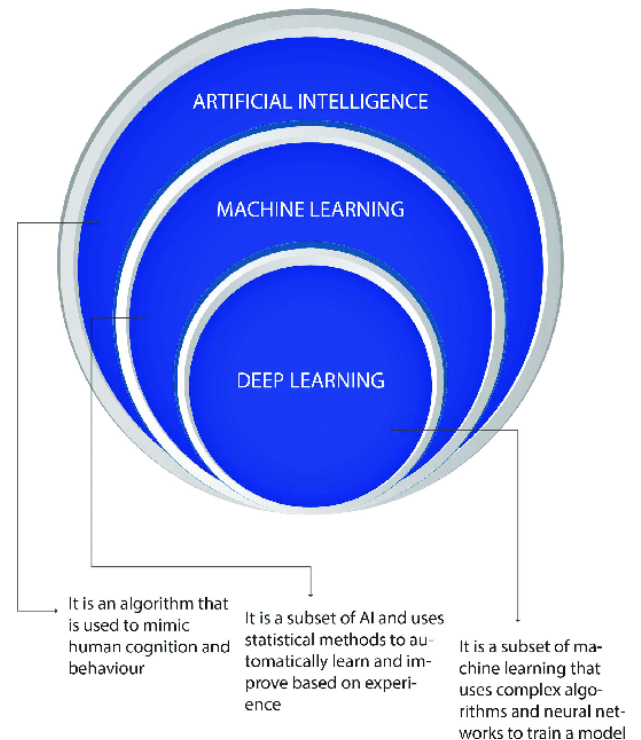 ARTIFICIAL INTELLIGENCE
MACHINE LEARNING
DEEP LEARNING
It is an algorithm that
is used to mimic
human cognition and
behaviour
It is a subset of AI and uses
statistical methods to au-
tomatically learn and im-
prove based on experi-
ence
It is a subset of ma-
chine learning that
uses complex algo-
rithms and neural net-
works to train a model